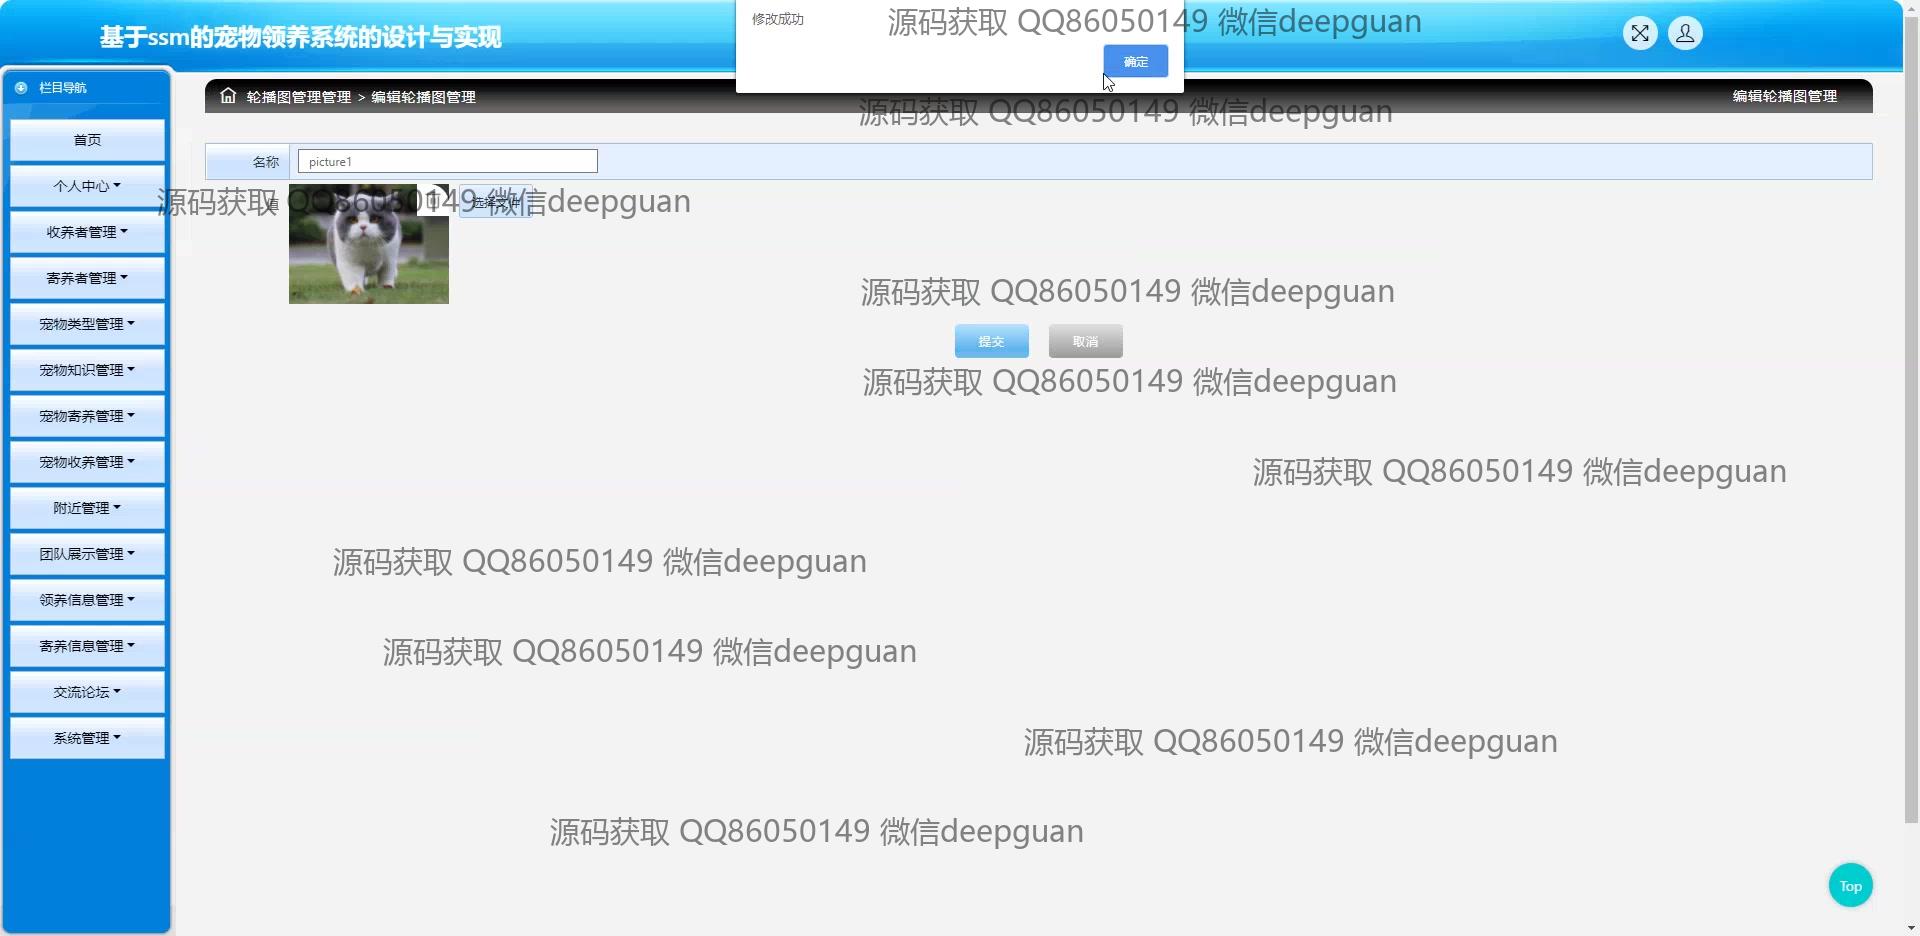 基于ssm的宠物领养系统的设计与实现
修改成功
确定
源码获取 QQ86050149 微信deepguan
栏目导航
首页
个人中心
收养者管理
寄养者管理
宠物类型管理
宠物知识管理
宠物寄养管理
宠物收养管理
附近管理
团队展示管理
领养信息管理
寄养信息管理
交流论坛
系统管理
轮播图管理管理 > 编辑轮播图管理
编辑轮播图管理
源码获取 QQ86050149 微信deepguan
名称
picture1
值
选择文件
源码获取 QQ86050149 微信deepguan
源码获取 QQ86050149 微信deepguan
提交
取消
源码获取 QQ86050149 微信deepguan
源码获取 QQ86050149 微信deepguan
源码获取 QQ86050149 微信deepguan
源码获取 QQ86050149 微信deepguan
源码获取 QQ86050149 微信deepguan
源码获取 QQ86050149 微信deepguan
Top